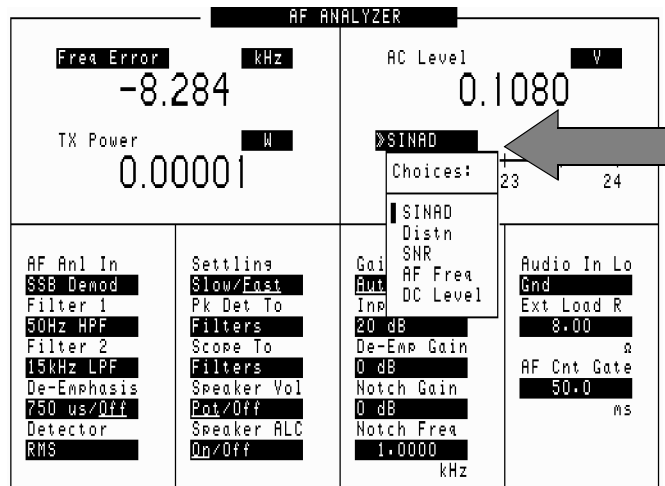 AF ANALYZER
Freq Error kHz
-8.284
TX Power W
0.00001
AC Level V
0.1080
»SINAD
Choices:
SINAD
Distn
SNR
AF Freq
DC Level
23 24
AF Anl In
SSB Demod
Filter 1
50Hz HPF
Filter 2
15kHz LPF
De-Emphasis
750 us/Off
Detector
RMS
Settling
Slow/Fast
Pk Det To
Filters
Scope To
Filters
Speaker Vol
Pot/Off
Speaker ALC
On/Off
Gai
Aut
Inp
20 dB
De-Emp Gain
0 dB
Notch Gain
0 dB
Notch Freq
1.0000
kHz
Audio In Lo
Gnd
Ext Load R
8.00
Ω
AF Cnt Gate
50.0
ms